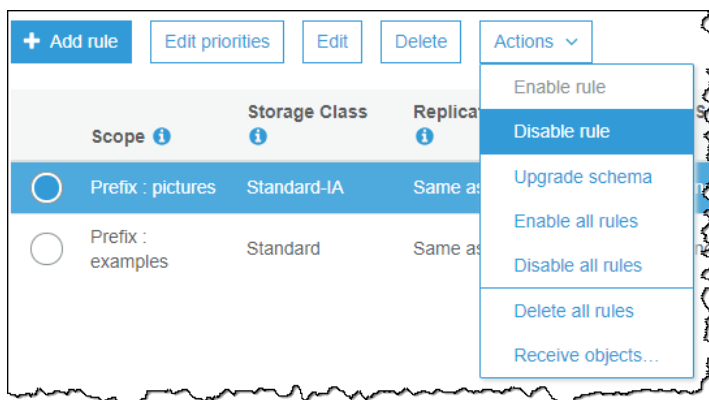 + Add rule Edit priorities Edit Delete Actions
Enable rule
Storage Class
Scope
Disable rule
Prefix : pictures Standard-IA Same as
Upgrade schema
Enable all rules
Prefix :
examples
Standard Same as
Disable all rules
Delete all rules
Receive objects...